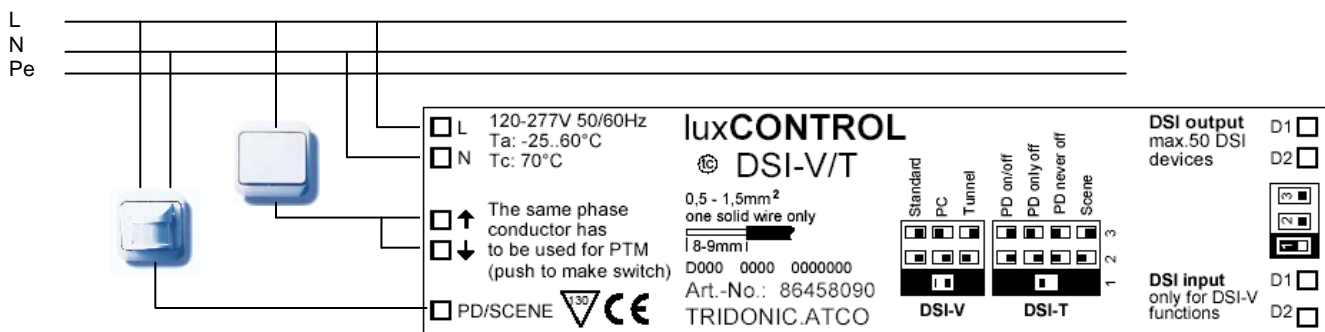 L
N
Pe
L
N
120-277V 50/60Hz
Ta: -25..60°C
Tc: 70°C
↑
↓
The same phase
conductor has
to be used for PTM
(push to make switch)
PD/SCENE
130
CE
luxCONTROL
tc DSI-V/T
0,5 - 1,5mm²
one solid wire only
8-9mm
D000 0000 0000000
Art.-No.: 86458090
TRIDONIC.ATCO
Standard
PC
Tunnel
PD on/off
PD only off
PD never off
Scene
3
2
1
DSI-V
DSI-T
DSI output
max.50 DSI
devices
D1
D2
3
2
1
DSI input
only for DSI-V
functions
D1
D2